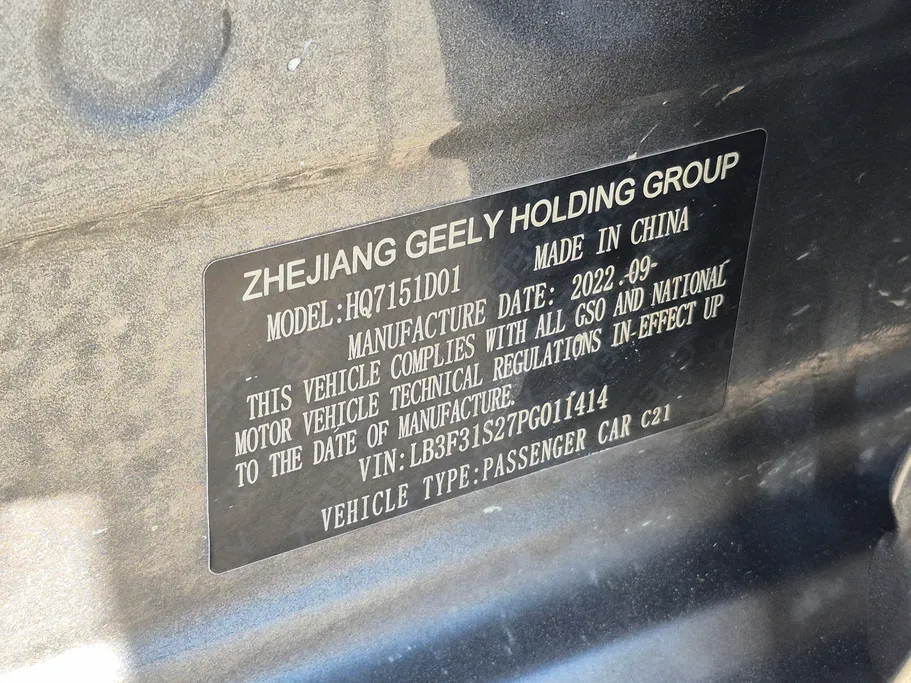 ZHEJIANG GEELY HOLDING GROUP
MODEL:HQ7151D01 MADE IN CHINA
MANUFACTURE DATE: 2022-09-
THIS VEHICLE COMPLIES WITH ALL GSO AND NATIONAL
MOTOR VEHICLE TECHNICAL REGULATIONS IN-EFFECT UP
TO THE DATE OF MANUFACTURE.
VIN:LB3F31S27PG011414
VEHICLE TYPE:PASSENGER CAR C21